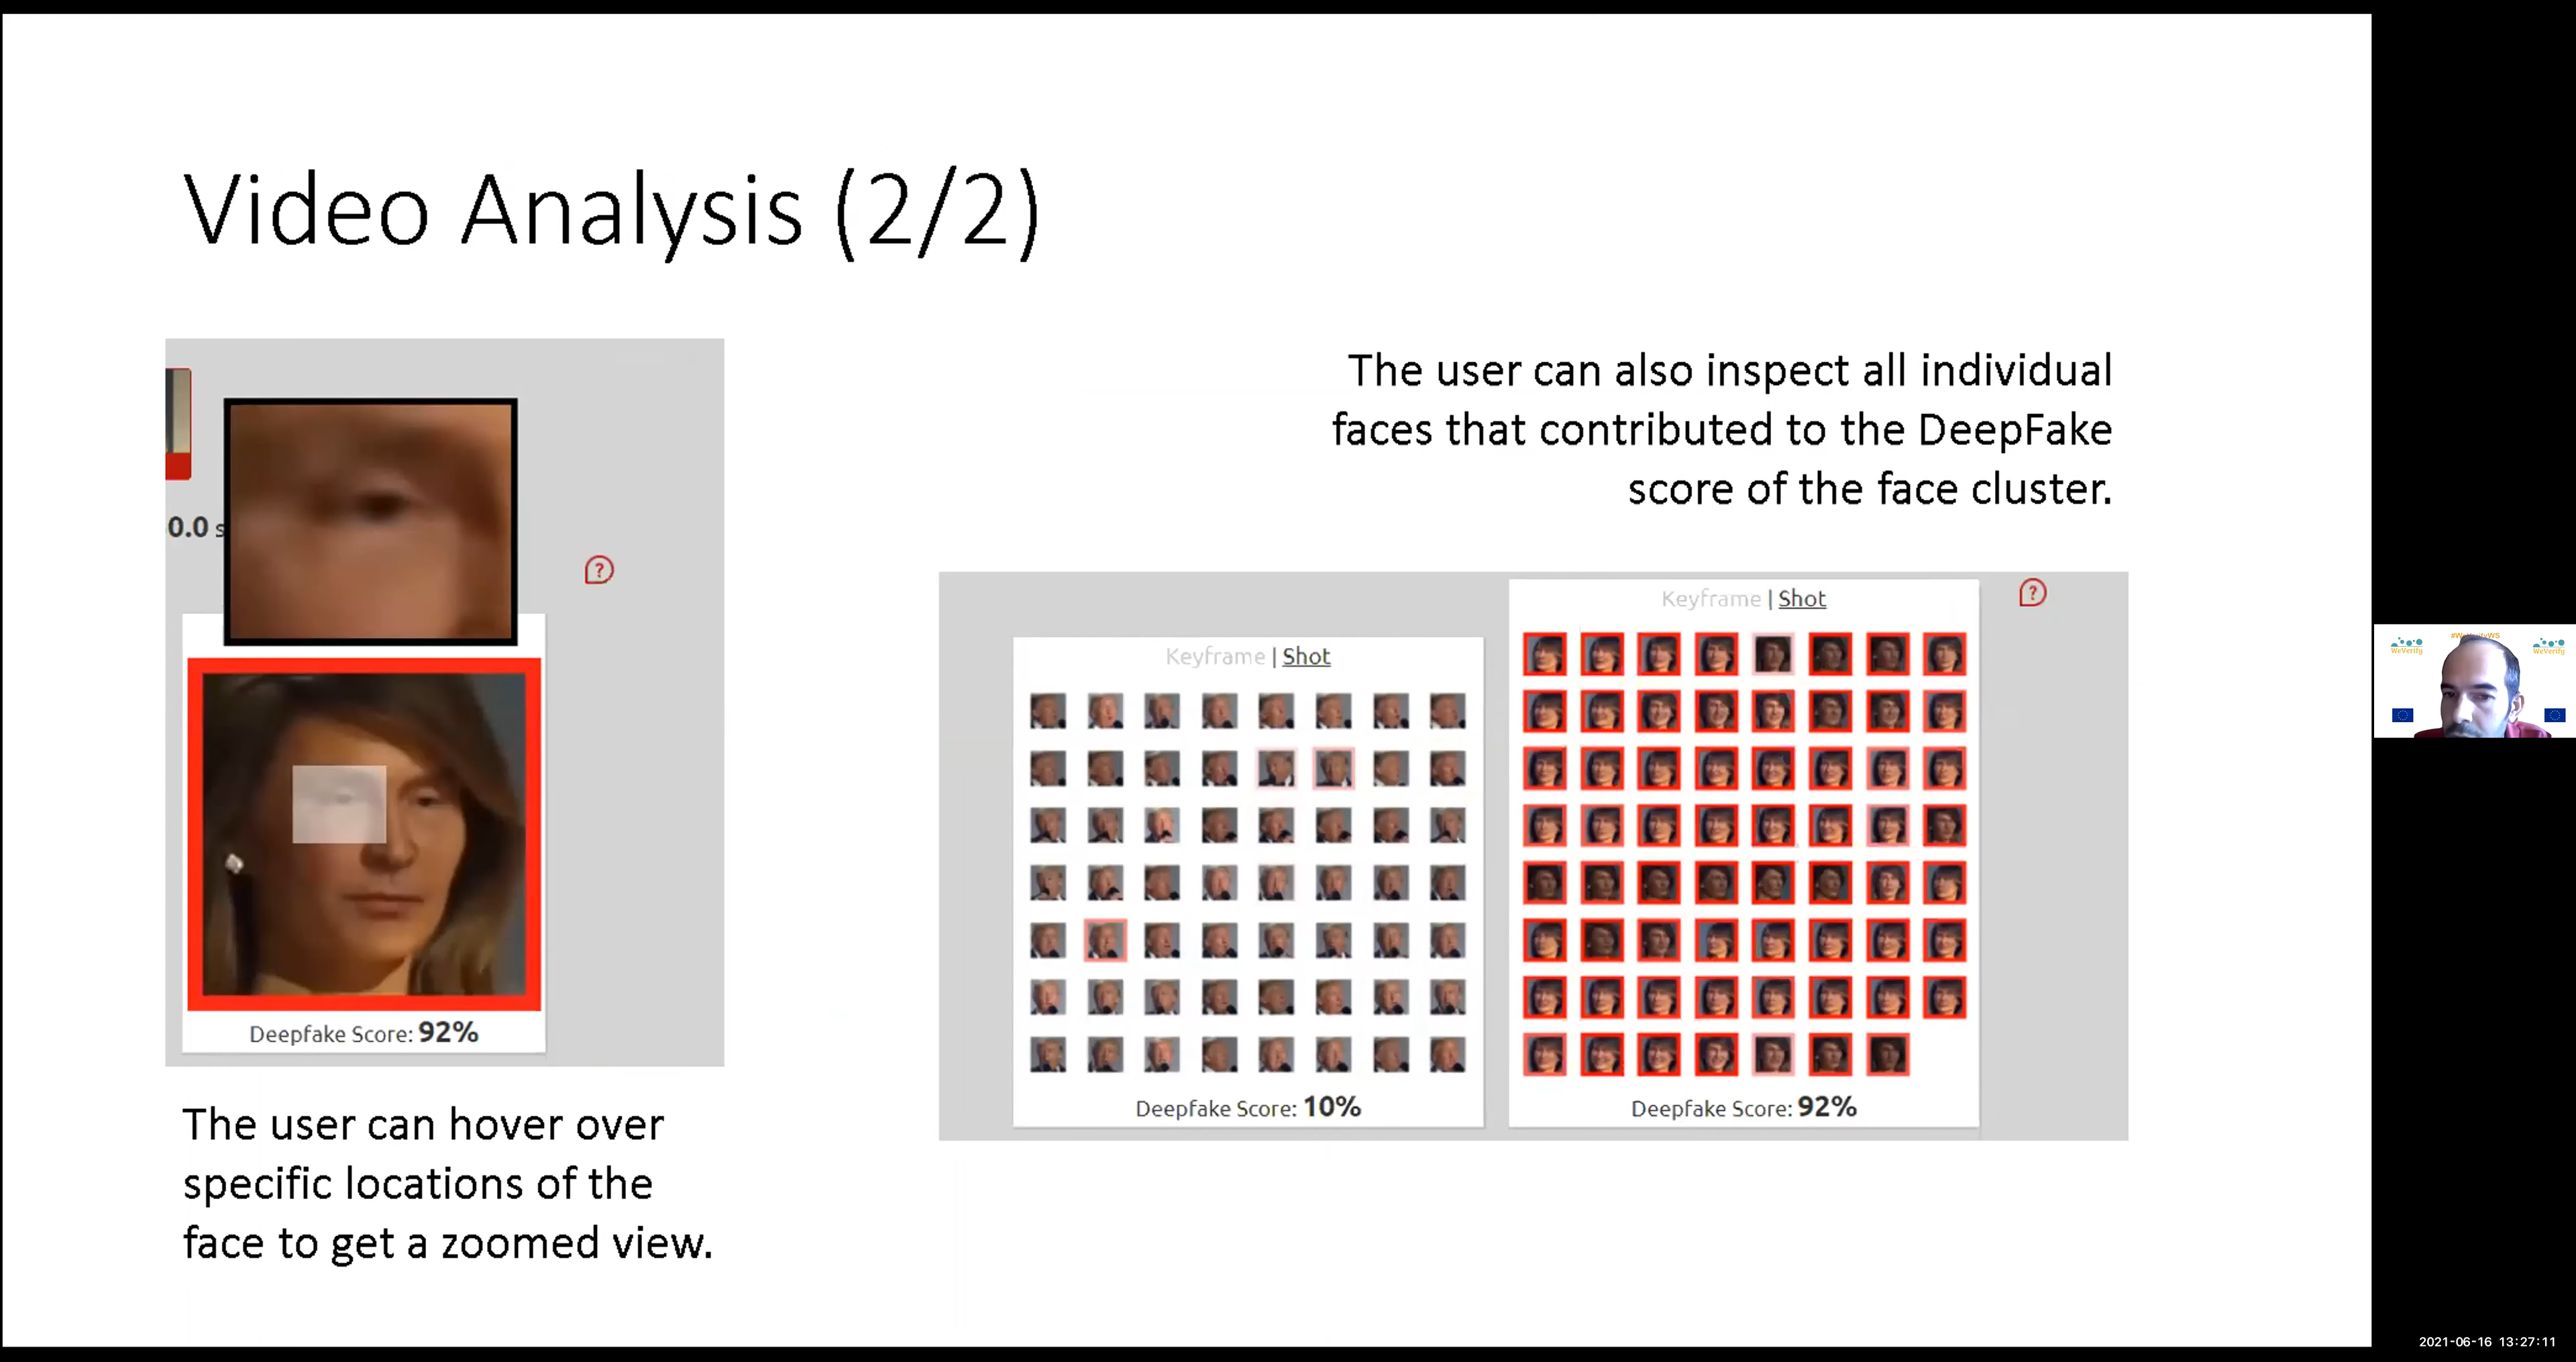 Video Analysis (2/2)
0.0 s
?
Deepfake Score: 92%
The user can hover over
specific locations of the
face to get a zoomed view.
The user can also inspect all individual
faces that contributed to the DeepFake
score of the face cluster.
Keyframe | Shot
Deepfake Score: 10%
Keyframe | Shot
Deepfake Score: 92%
?
WeVerify
WeVerify
2021-06-16 13:27:11